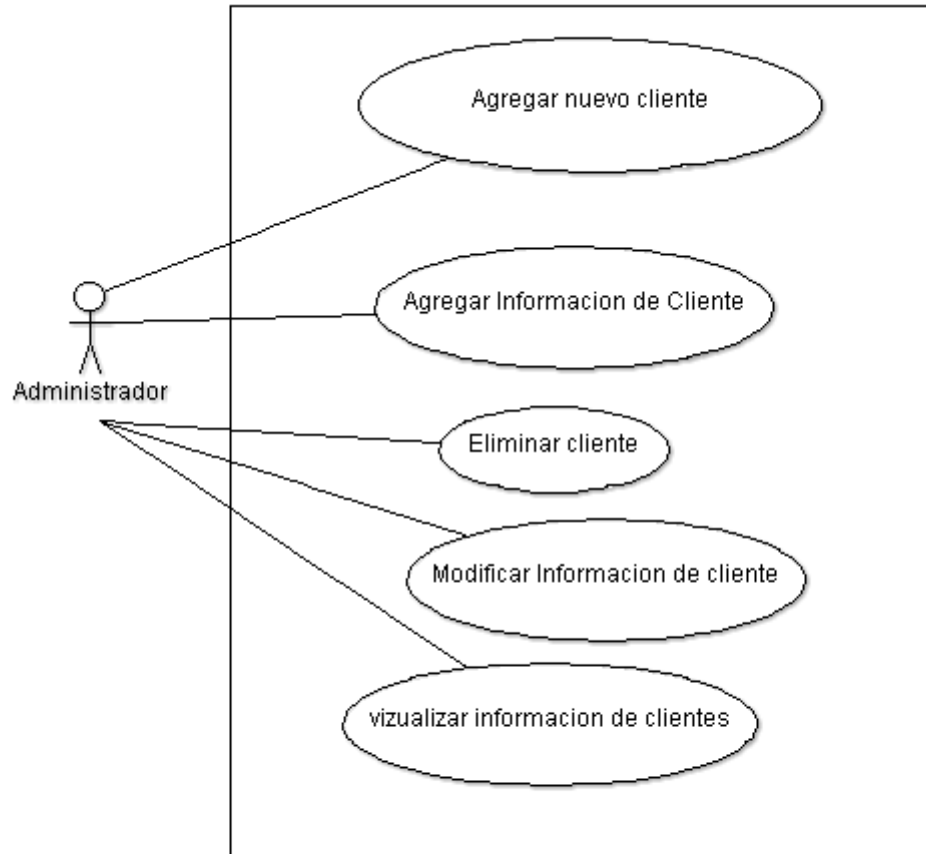 Agregar nuevo cliente
Agregar Informacion de Cliente
Administrador
Eliminar cliente
Modificar Informacion de cliente
vizualizar informacion de clientes